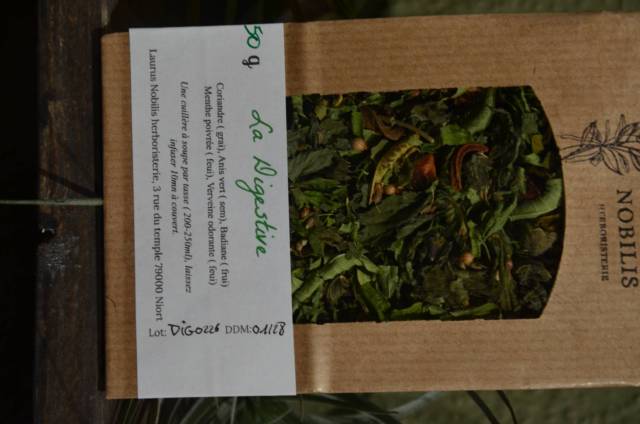 50 g La Digestive
Coriandre ( grai), Anis vert ( sem), Badiane ( frui)
Menthe poivrée ( feui), Verveine odorante ( feui)
Une cuillère à soupe par tasse ( 200-250ml), laissez
infuser 10mn à couvert.
Laurus Nobilis herboristerie, 3 rue du temple 79000 Niort
Lot: DIG0226 DDM: 01/28
NOBILIS
HERBORISTERIE